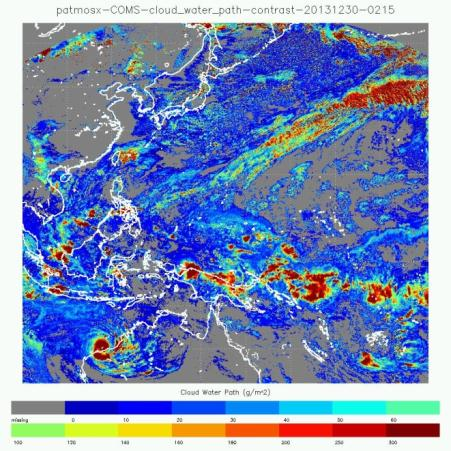 patmosx-COMS-cloud_water_path-contrast-20131230-0215
Cloud Water Path (g/m^2)
missing 0 10 20 30 40 50 60
100 120 140 160 190 200 250 300